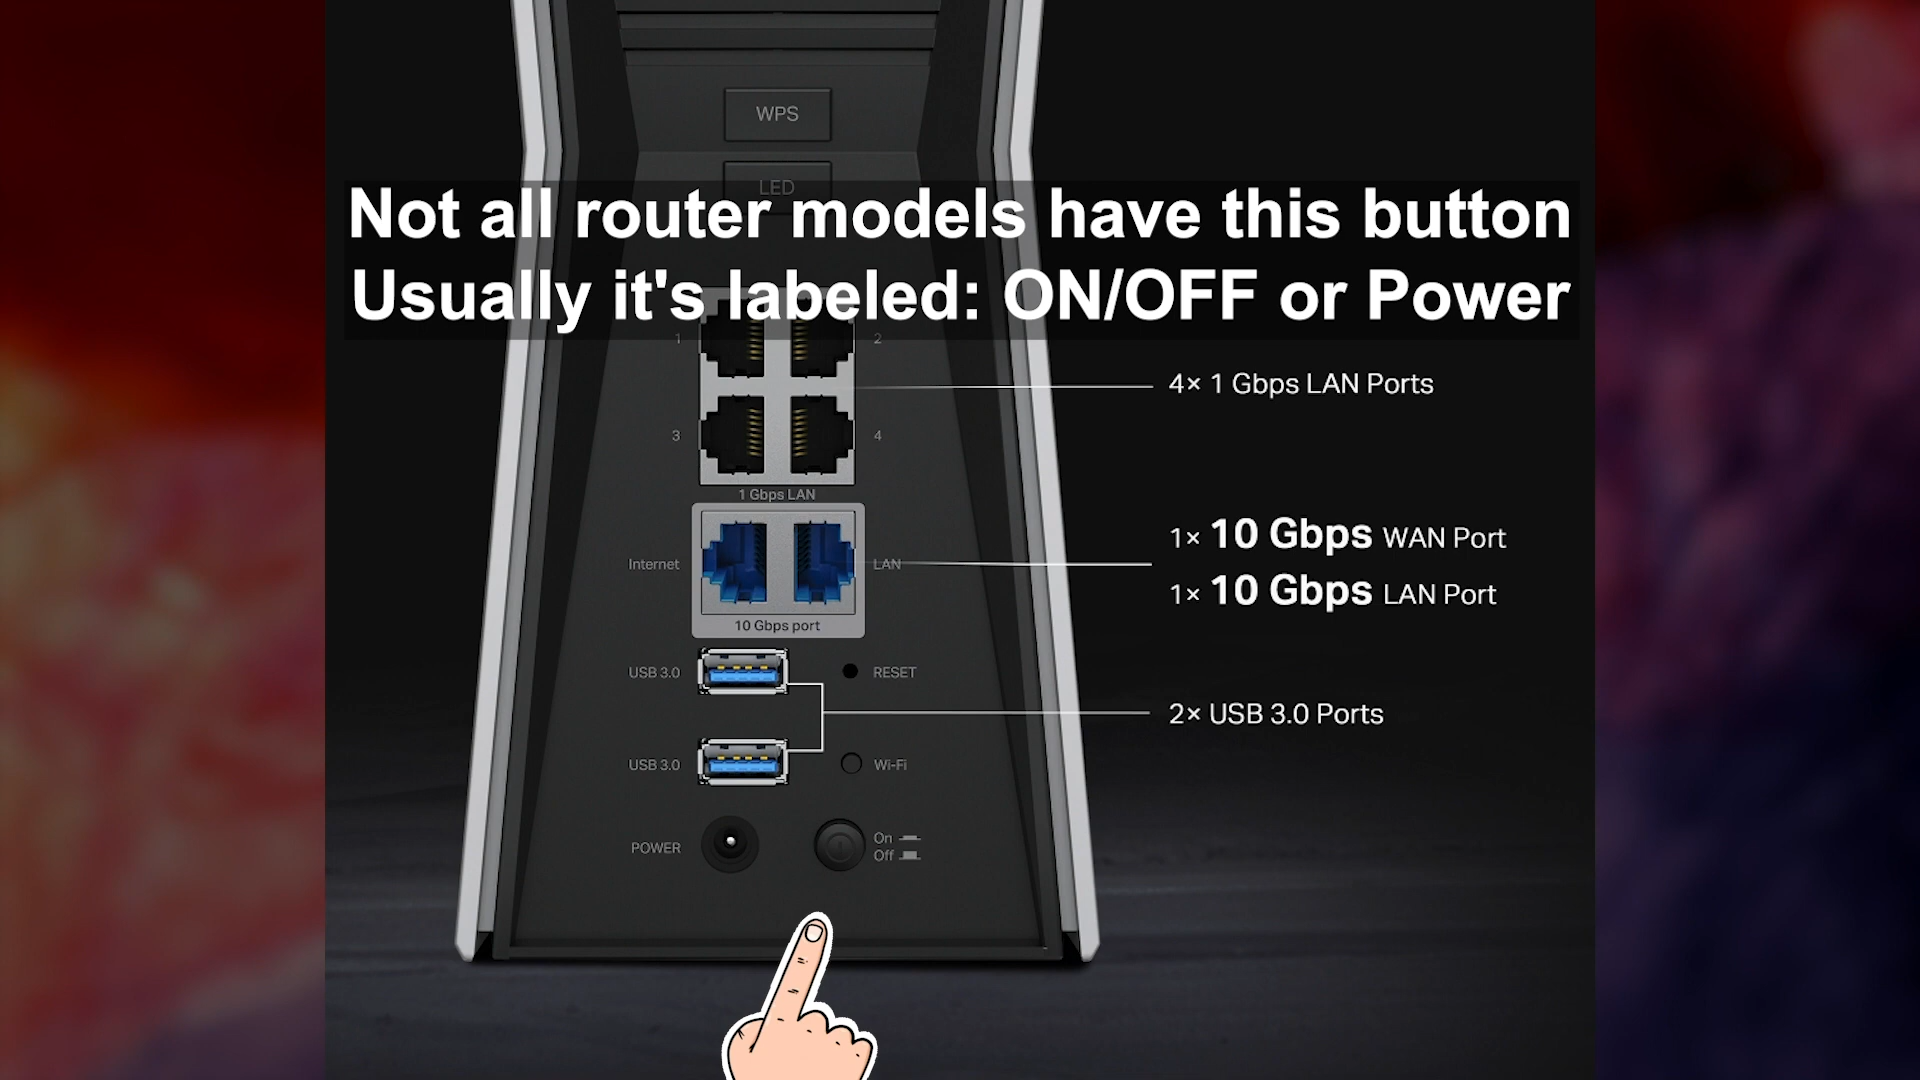 WPS
LED
Not all router models have this button
Usually it's labeled: ON/OFF or Power
1 2
4× 1 Gbps LAN Ports
3 4
1 Gbps LAN
1× 10 Gbps WAN Port
Internet LAN
1× 10 Gbps LAN Port
10 Gbps port
USB 3.0 RESET
2× USB 3.0 Ports
USB 3.0 Wi-Fi
On
POWER
Off